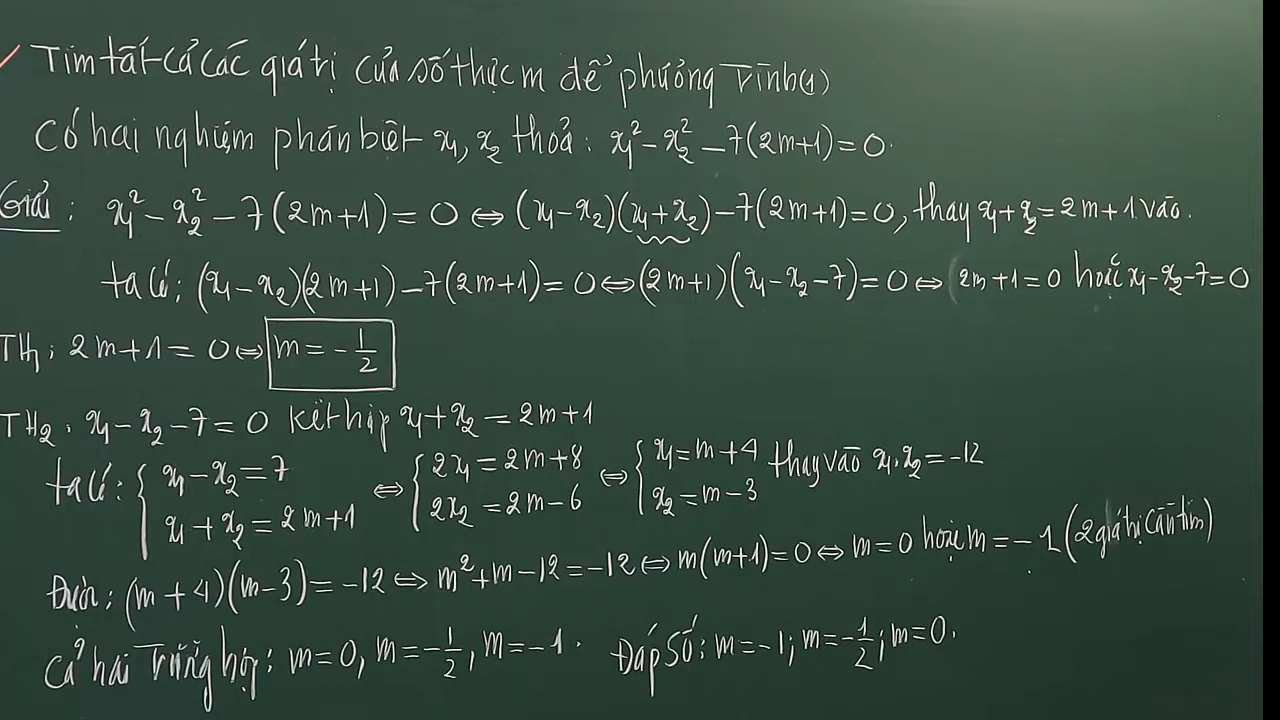 Tìm tất cả các giá trị của số thực m để phương trình (1)
Có hai nghiệm phân biệt x₁, x₂ thoả: x₁² - x₂² - 7(2m+1) = 0.
Giải: x₁² - x₂² - 7(2m+1) = 0 ⇔ (x₁ - x₂)(x₁ + x₂) - 7(2m+1) = 0, thay x₁ + x₂ = 2m + 1 vào.
ta có: (x₁ - x₂)(2m+1) - 7(2m+1) = 0 ⇔ (2m+1)(x₁ - x₂ - 7) = 0 ⇔ 2m+1 = 0 hoặc x₁ - x₂ - 7 = 0
TH₁: 2m + 1 = 0 ⇔ m = -1/2
TH₂: x₁ - x₂ - 7 = 0 kết hợp x₁ + x₂ = 2m + 1
ta có: { x₁ - x₂ = 7 ⇔ { 2x₁ = 2m + 8 ⇔ { x₁ = m + 4 thay vào x₁.x₂ = -12
x₁ + x₂ = 2m + 1 2x₂ = 2m - 6 x₂ = m - 3
Được: (m + 4)(m - 3) = -12 ⇔ m² + m - 12 = -12 ⇔ m(m+1) = 0 ⇔ m = 0 hoặc m = -1 (2 giá trị cần tìm)
Cả hai trường hợp: m = 0, m = -1/2, m = -1. Đáp số: m = -1; m = -1/2; m = 0.